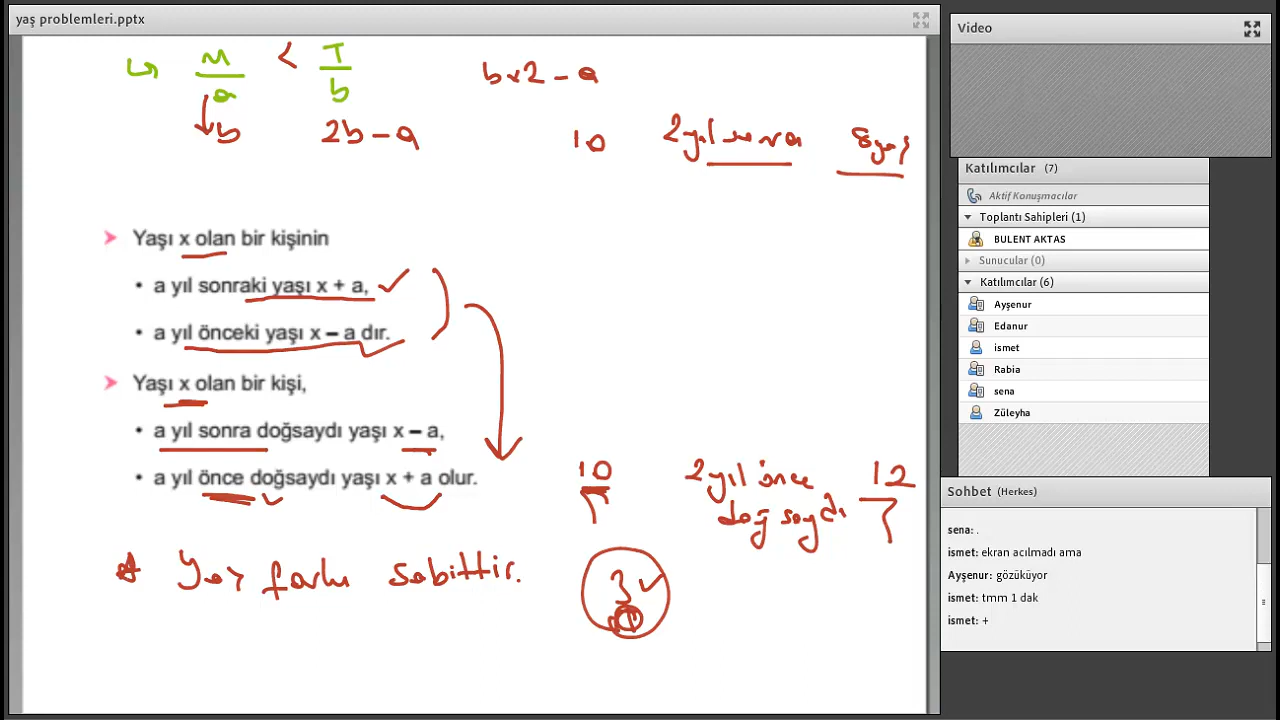 yaş problemleri.pptx
M < T
a b
b 2b - a
b x 2 - a
10 2 yıl sonra 8 yaş
Yaşı x olan bir kişinin
• a yıl sonraki yaşı x + a,
• a yıl önceki yaşı x – a dır.
Yaşı x olan bir kişi,
• a yıl sonra doğsaydı yaşı x – a,
• a yıl önce doğsaydı yaşı x + a olur.
10 2 yıl önce doğsaydı 12
Yaş farkı sabittir.
3
Video
Katılımcılar (7)
Aktif Konuşmacılar
Toplantı Sahipleri (1)
BULENT AKTAS
Sunucular (0)
Katılımcılar (6)
Ayşenur
Edanur
ismet
Rabia
sena
Züleyha
Sohbet (Herkes)
sena: .
ismet: ekran acılmadı ama
Ayşenur: gözüküyor
ismet: tmm 1 dak
ismet: +